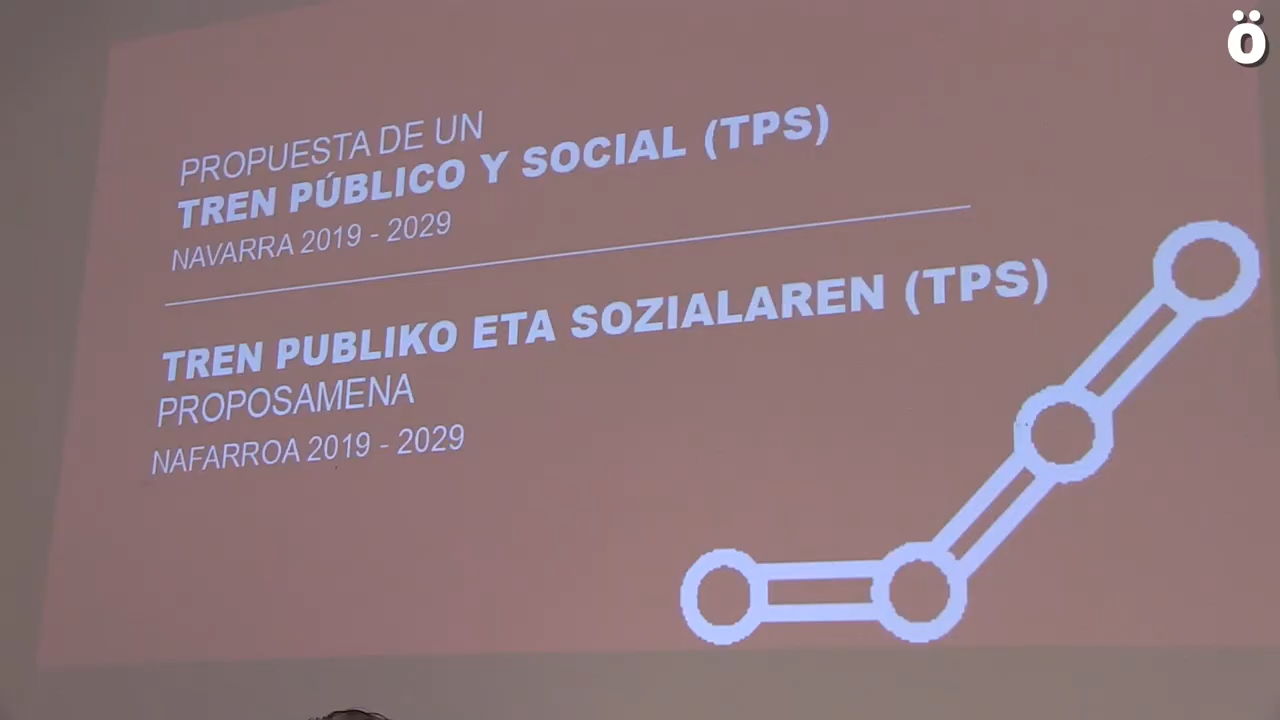 ö
PROPUESTA DE UN
TREN PÚBLICO Y SOCIAL (TPS)
NAVARRA 2019 - 2029
TREN PUBLIKO ETA SOZIALAREN (TPS)
PROPOSAMENA
NAFARROA 2019 - 2029